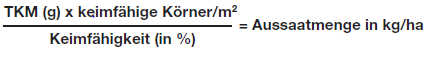 TKM (g) x keimfähige Körner/m² = Aussaatmenge in kg/ha
Keimfähigkeit (in %)